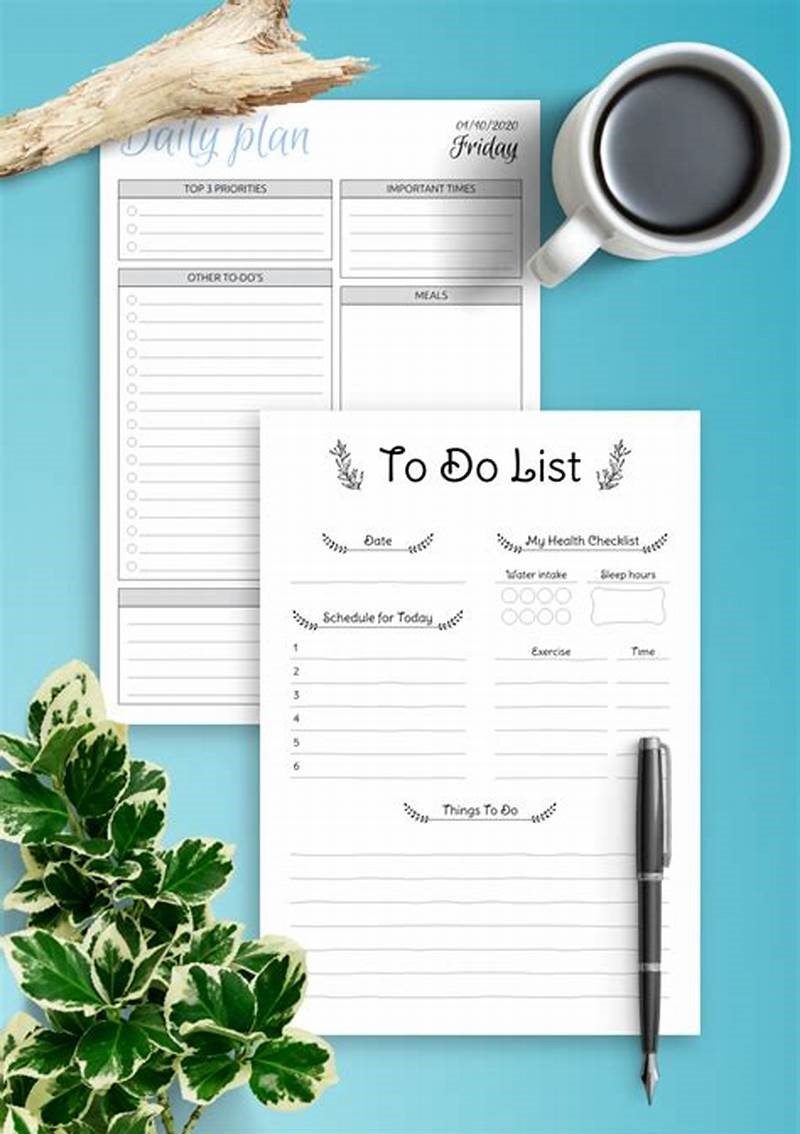 Daily plan
01/10/2020
Friday
TOP 3 PRIORITIES
IMPORTANT TIMES
OTHER TO-DO'S
MEALS
To Do List
Date
My Health Checklist
Water intake
Sleep hours
Schedule for Today
Exercise
Time
1
2
3
4
5
6
Things To Do